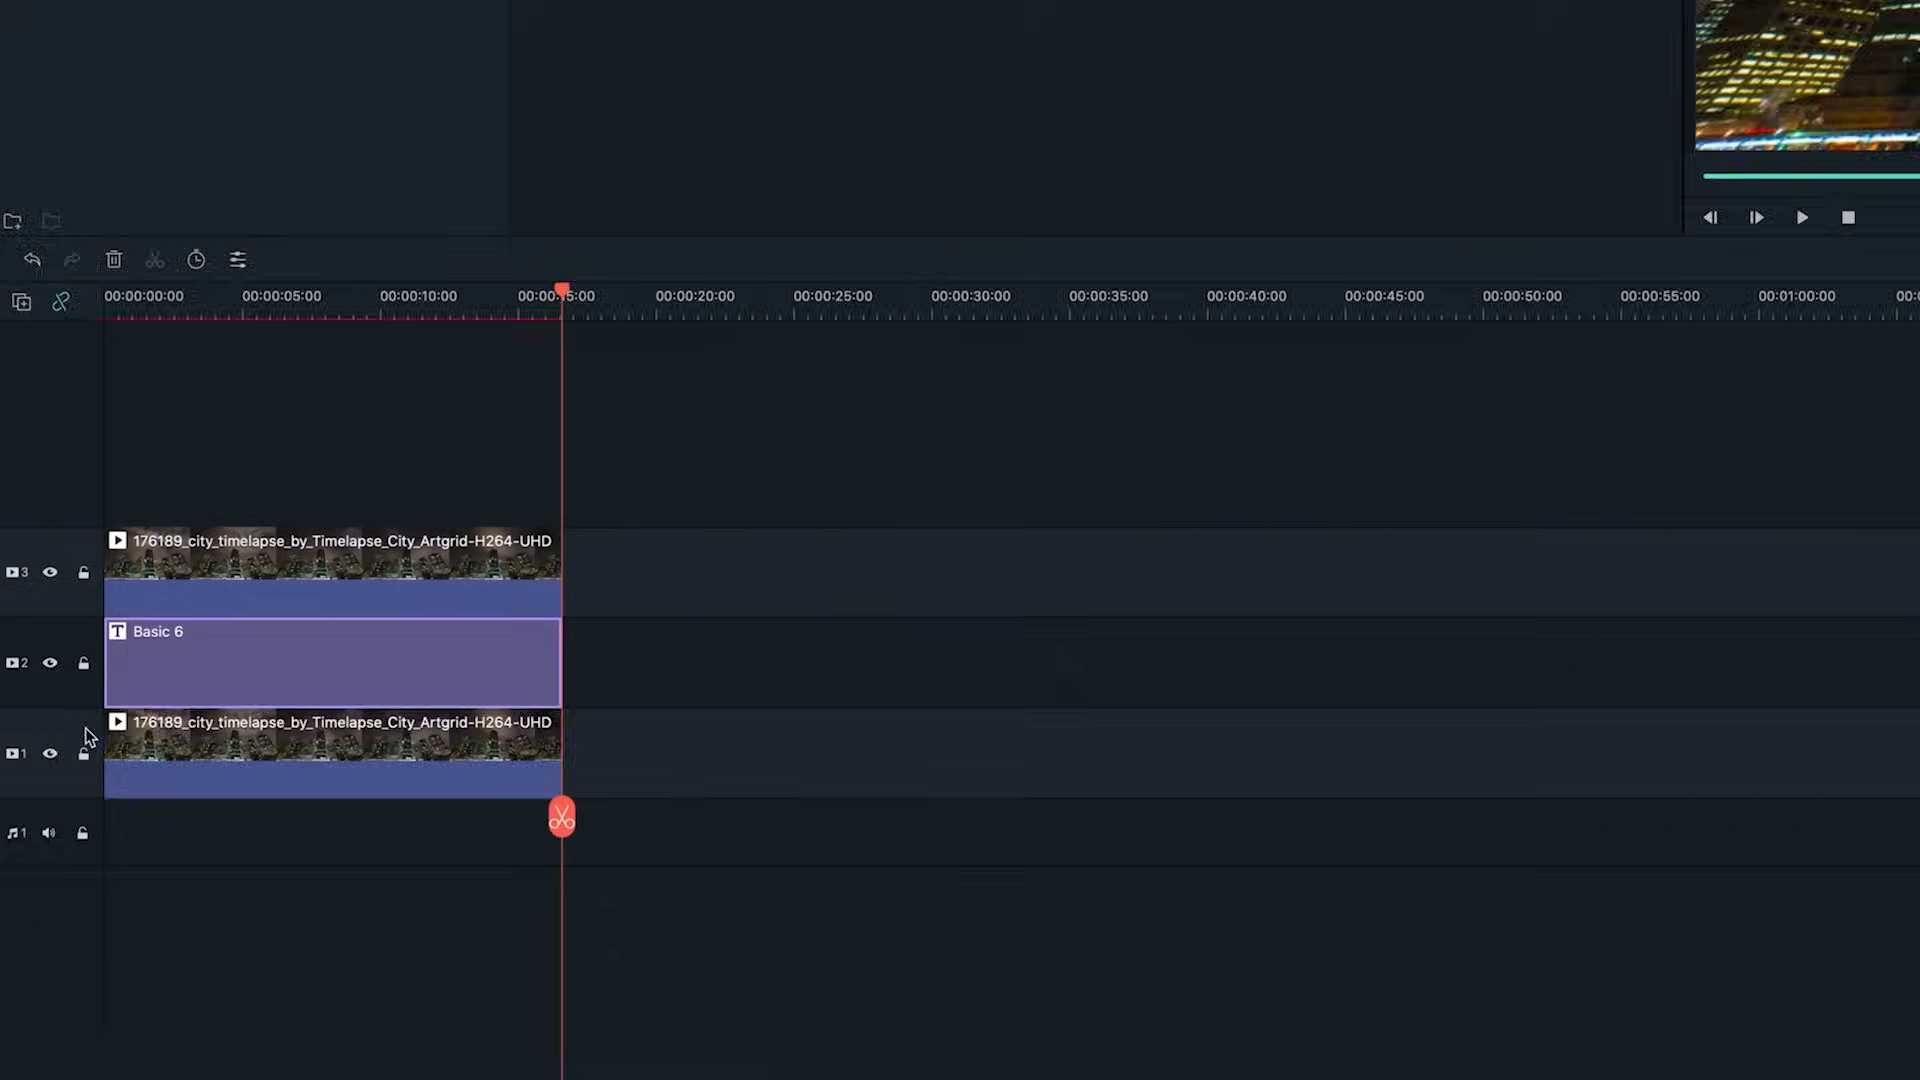 00:00:00:00 00:00:05:00 00:00:10:00 00:00:15:00 00:00:20:00 00:00:25:00 00:00:30:00 00:00:35:00 00:00:40:00 00:00:45:00 00:00:50:00 00:00:55:00 00:01:00:00 00:0
176189_city_timelapse_by_Timelapse_City_Artgrid-H264-UHD
3
T Basic 6
2
176189_city_timelapse_by_Timelapse_City_Artgrid-H264-UHD
1
1